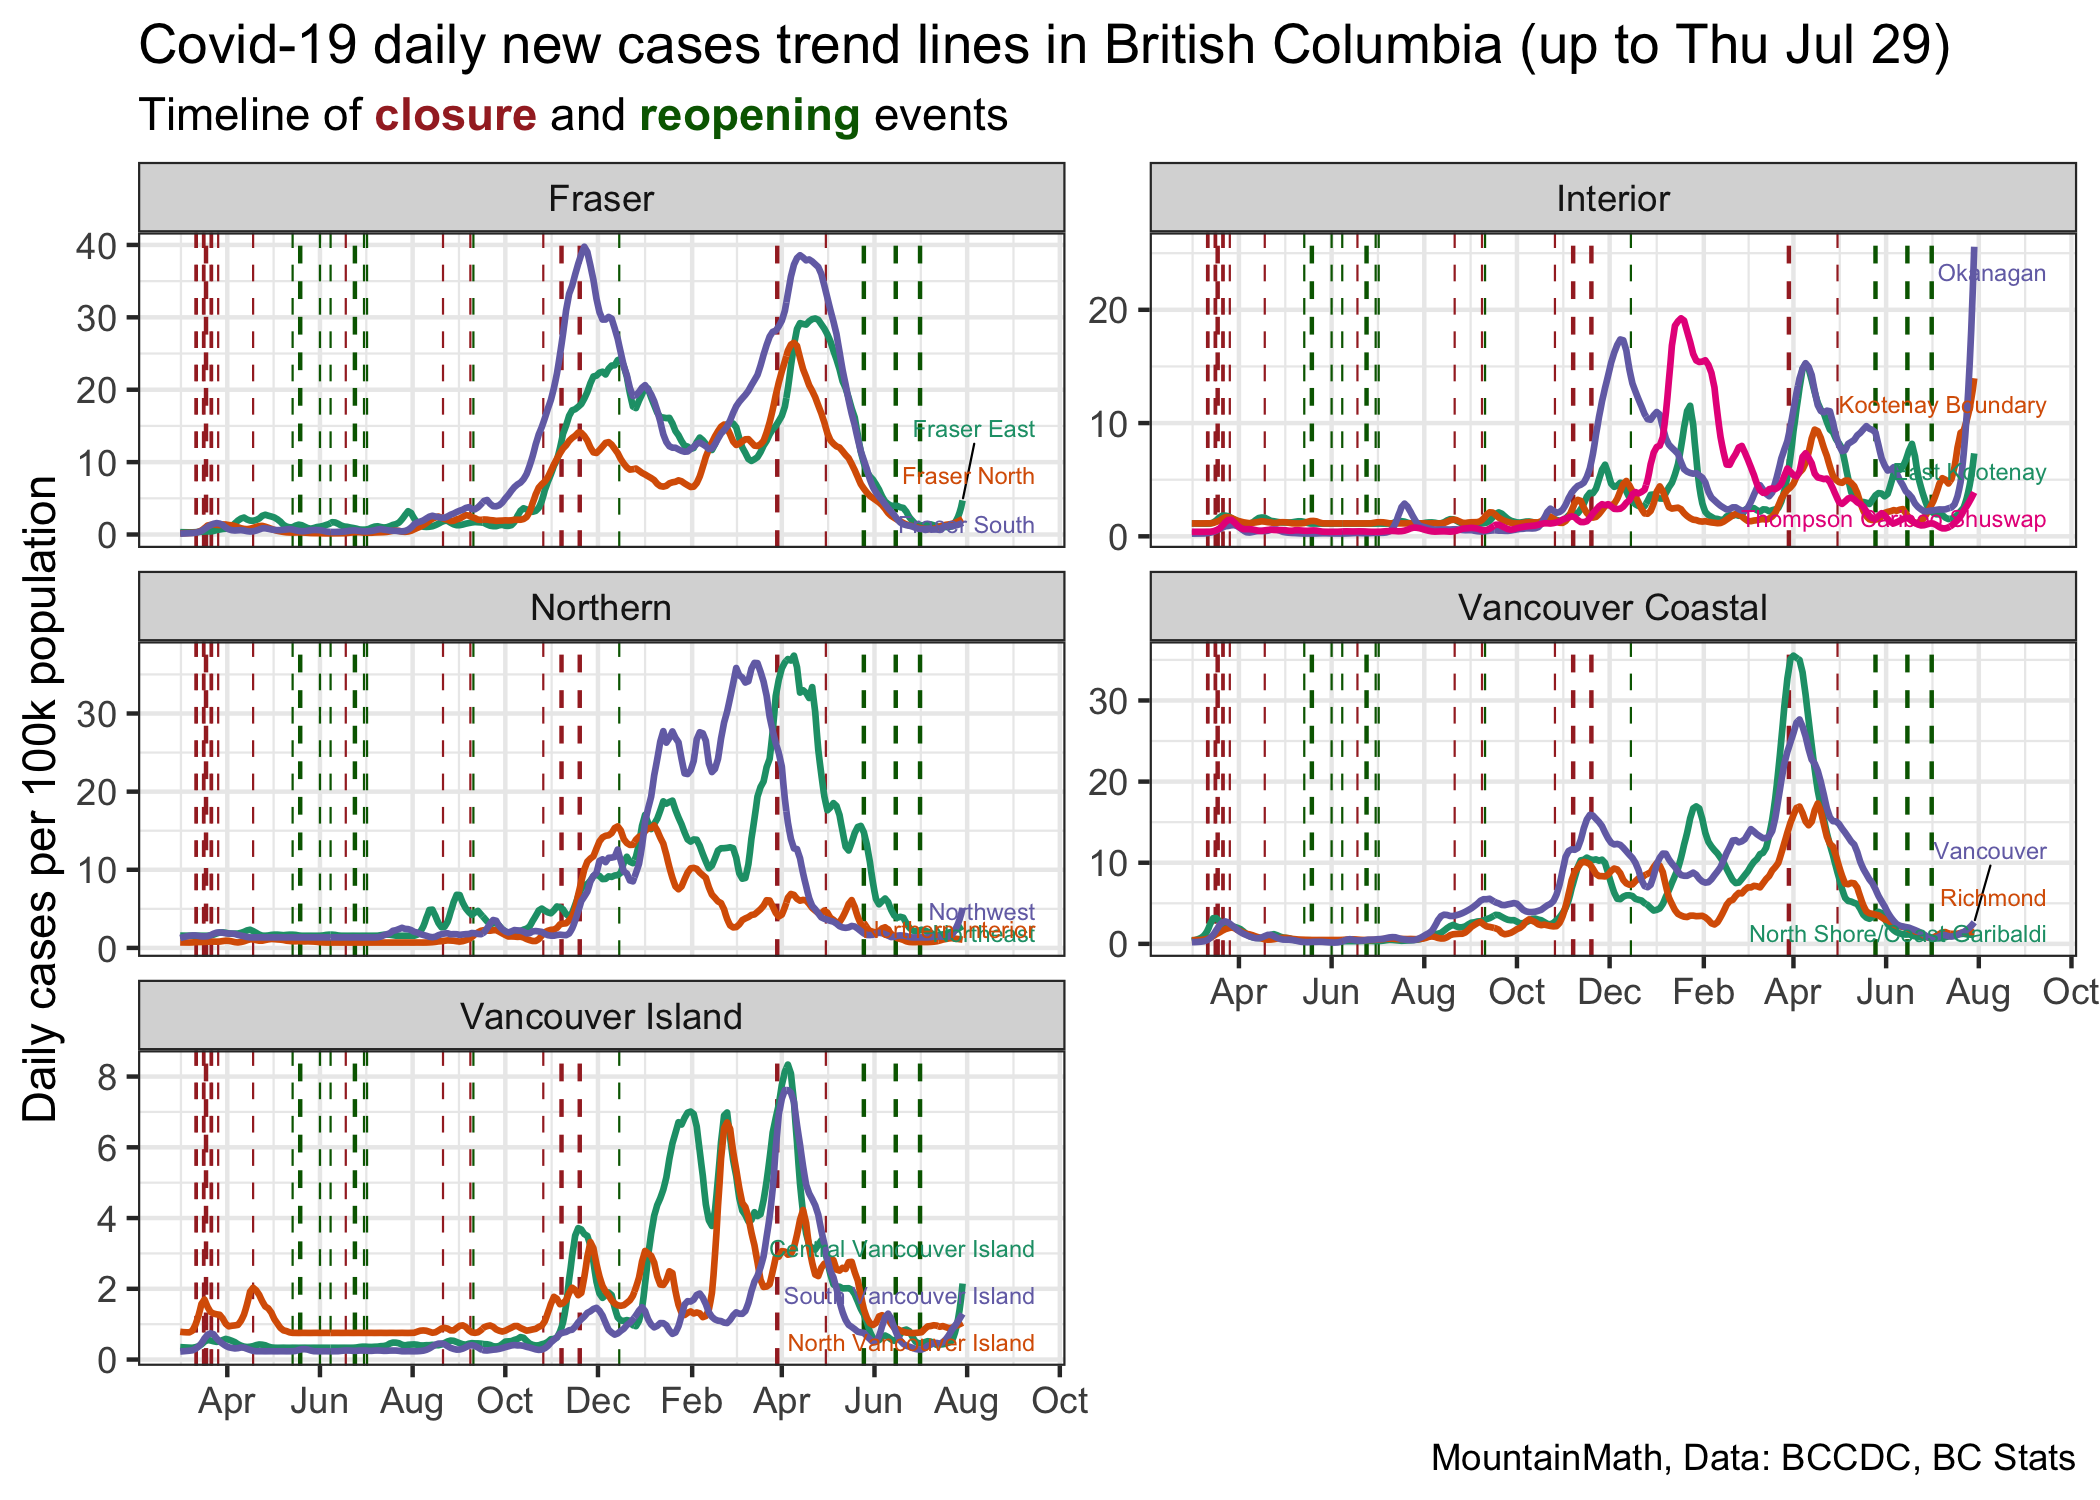 Covid-19 daily new cases trend lines in British Columbia (up to Thu Jul 29)
Timeline of closure and reopening events
Daily cases per 100k population
Fraser
40
30
20
10
0
Fraser East
Fraser North
Fraser South
Interior
20
10
0
Okanagan
Kootenay Boundary
East Kootenay
Thompson Cariboo Shuswap
Northern
30
20
10
0
Northwest
Northern Interior
Northeast
Vancouver Coastal
30
20
10
0
Vancouver
Richmond
North Shore/Coast Garibaldi
Apr Jun Aug Oct Dec Feb Apr Jun Aug Oct
Vancouver Island
8
6
4
2
0
Central Vancouver Island
South Vancouver Island
North Vancouver Island
Apr Jun Aug Oct Dec Feb Apr Jun Aug Oct
MountainMath, Data: BCCDC, BC Stats